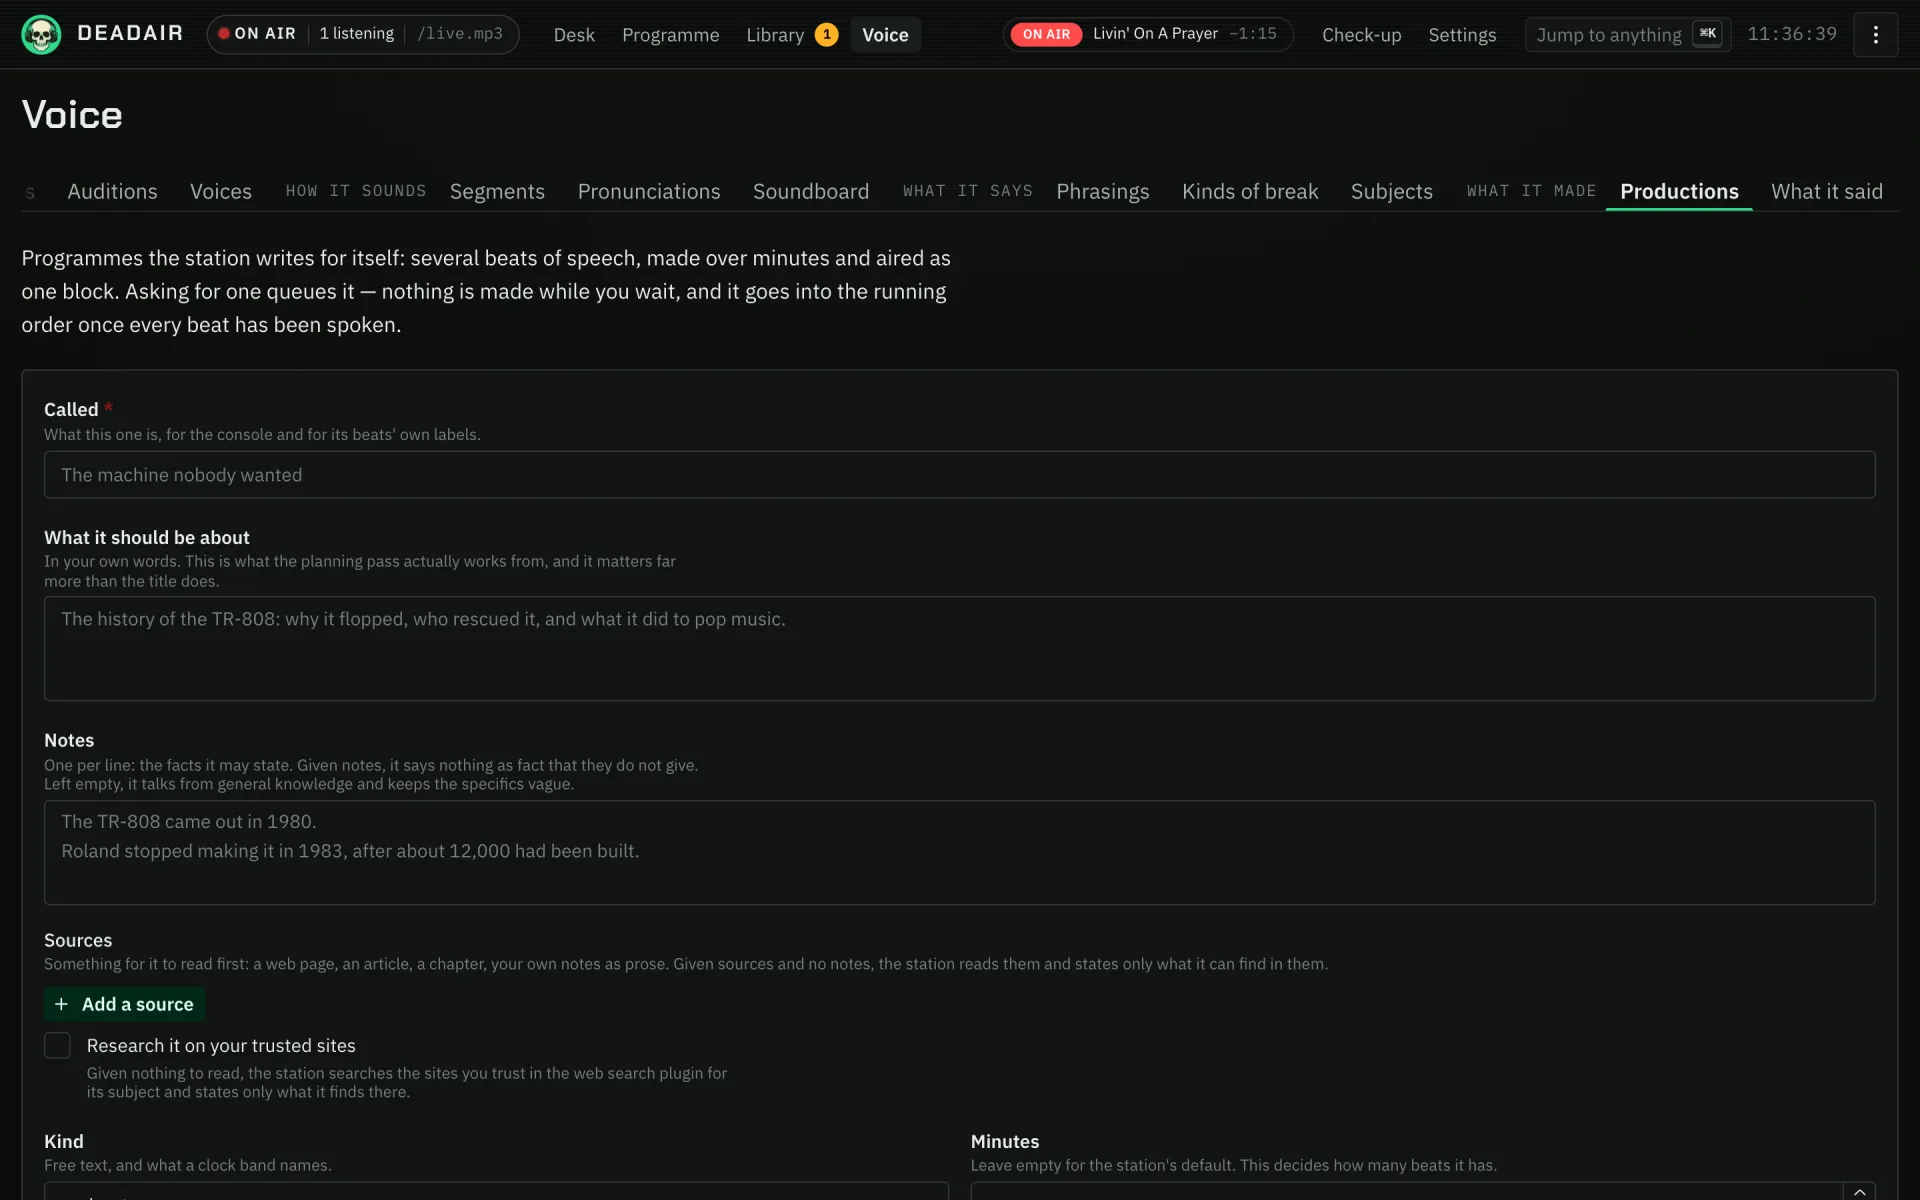 DEADAIR
ON AIR 1 listening /live.mp3
Desk Programme Library 1 Voice
ON AIR Livin' On A Prayer −1:15
Check-up Settings
Jump to anything ⌘K
11:36:39
Voice
s Auditions Voices HOW IT SOUNDS Segments Pronunciations Soundboard WHAT IT SAYS Phrasings Kinds of break Subjects WHAT IT MADE Productions What it said
Programmes the station writes for itself: several beats of speech, made over minutes and aired as
one block. Asking for one queues it — nothing is made while you wait, and it goes into the running
order once every beat has been spoken.
Called *
What this one is, for the console and for its beats' own labels.
The machine nobody wanted
What it should be about
In your own words. This is what the planning pass actually works from, and it matters far
more than the title does.
The history of the TR-808: why it flopped, who rescued it, and what it did to pop music.
Notes
One per line: the facts it may state. Given notes, it says nothing as fact that they do not give.
Left empty, it talks from general knowledge and keeps the specifics vague.
The TR-808 came out in 1980.
Roland stopped making it in 1983, after about 12,000 had been built.
Sources
Something for it to read first: a web page, an article, a chapter, your own notes as prose. Given sources and no notes, the station reads them and states only what it can find in them.
+ Add a source
Research it on your trusted sites
Given nothing to read, the station searches the sites you trust in the web search plugin for
its subject and states only what it finds there.
Kind
Free text, and what a clock band names.
Minutes
Leave empty for the station's default. This decides how many beats it has.